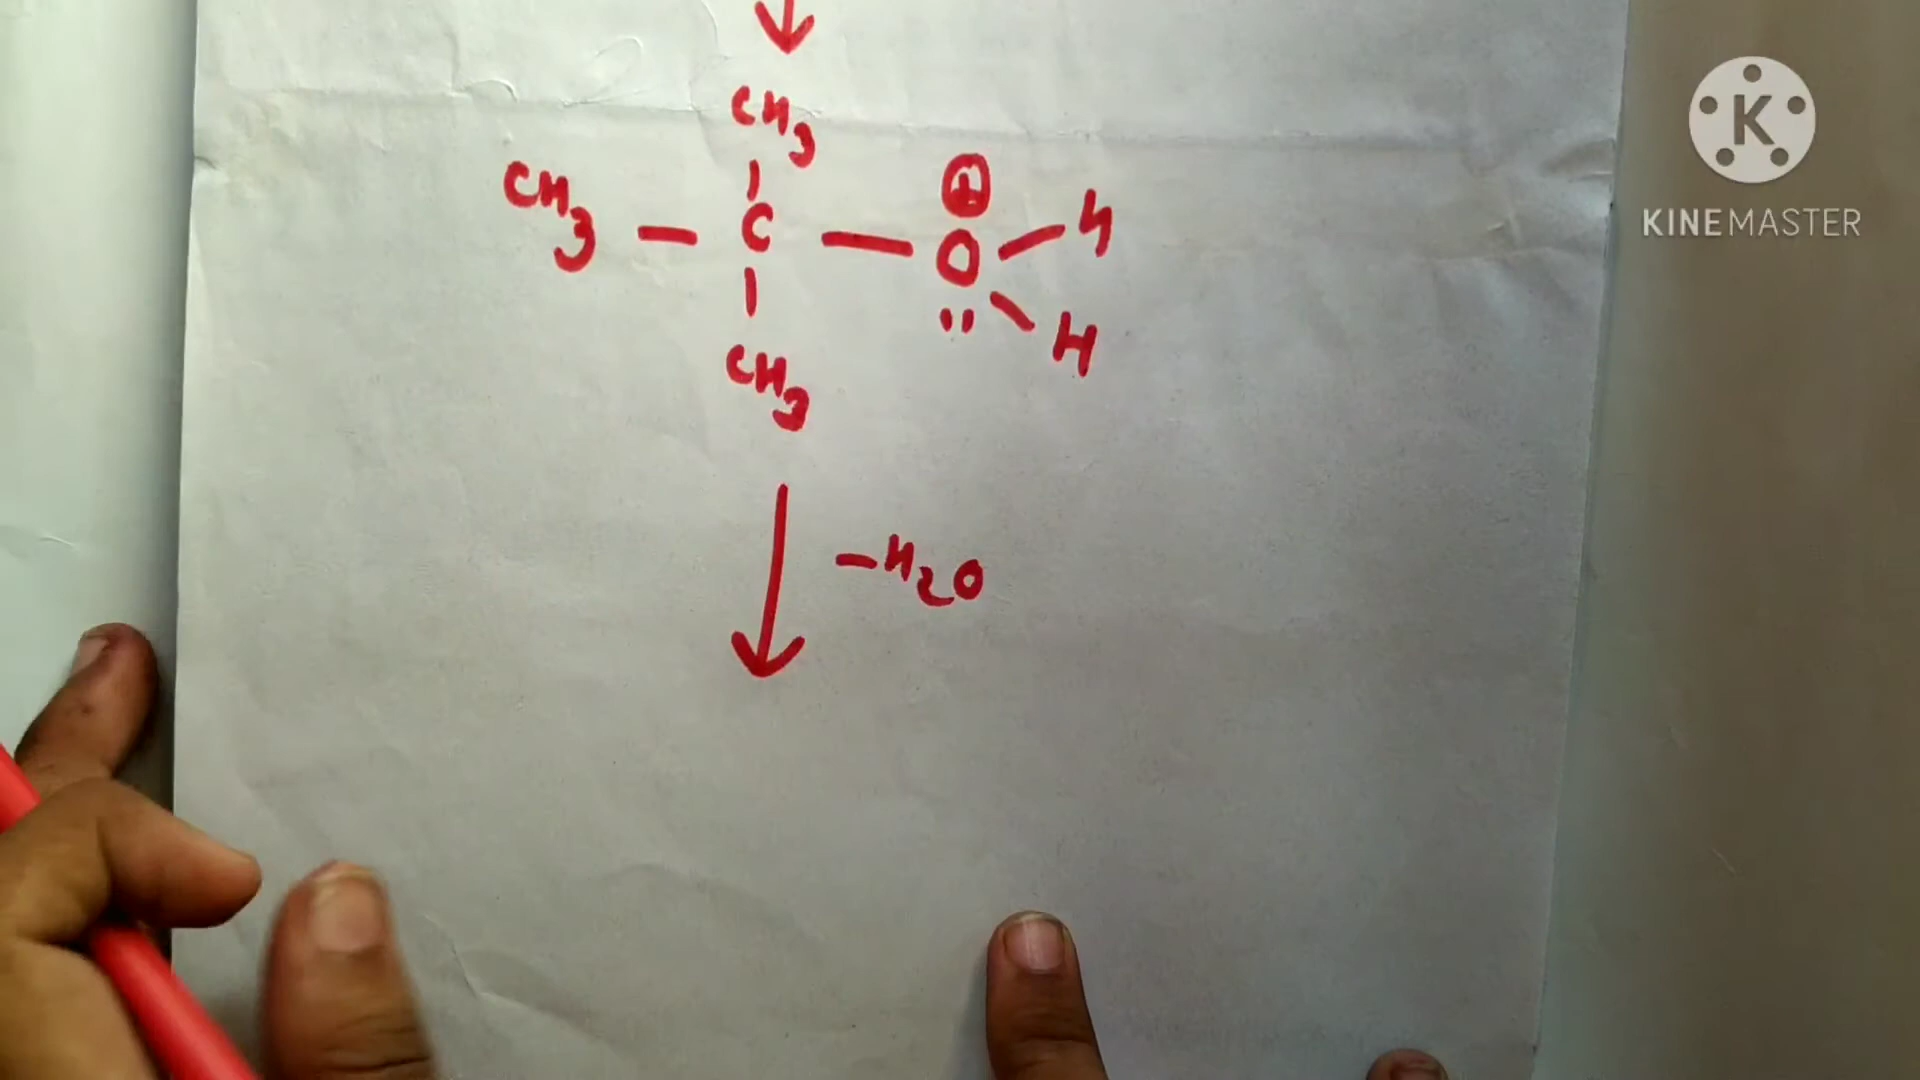 CH3
CH3 – C – O ⊕ – H
– H
CH3
–H2O
K
KINEMASTER